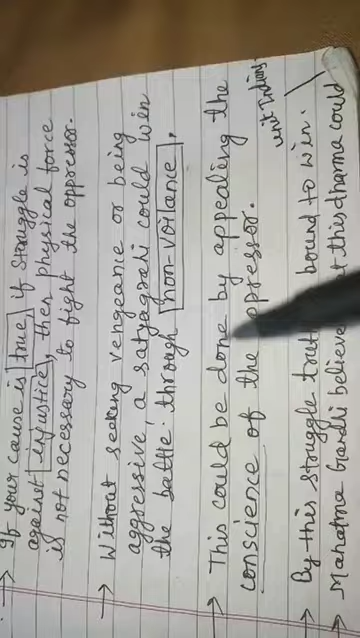 → If your cause is true, if struggle is
against injustice, then physical force
is not necessary to fight the oppressor.
→ Without seeking vengeance or being
aggressive, a satyagrahi could win
the battle through non-voilance.
→ This could be done by appealing the
conscience of the oppressor.
→ By this struggle truth bound to win.
→ Mahatma Gandhi believe this dharma could